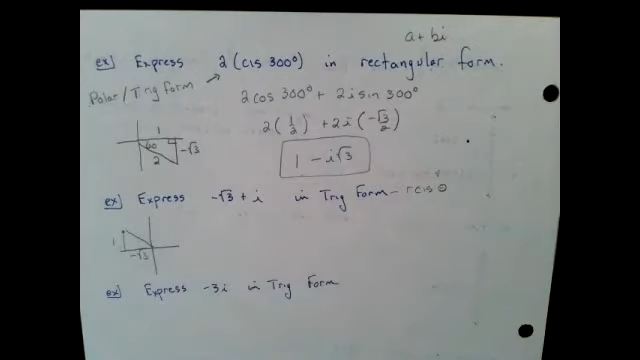 a + bi
ex) Express 2 (cis 300°) in rectangular form.
Polar / Trig Form
2 cos 300° + 2 i sin 300°
2 (1/2) + 2i (-√3/2)
1 - i√3
1
60
2
-√3
ex) Express -√3 + i in Trig Form - r cis θ
1
-√3
ex) Express -3i in Trig Form